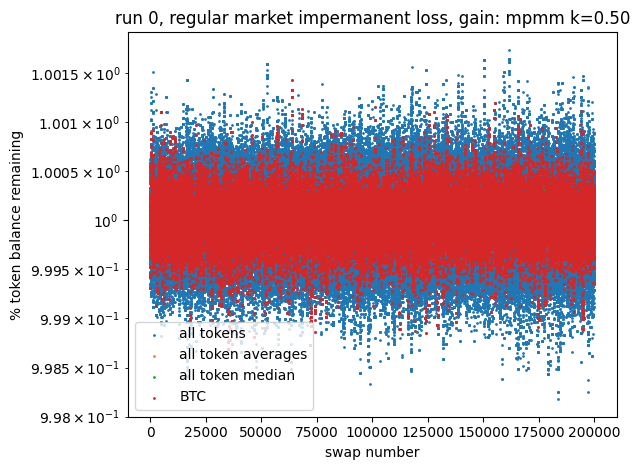 run 0, regular market impermanent loss, gain: mpmm k=0.50
1.0015 × 10⁰
1.001 × 10⁰
1.0005 × 10⁰
10⁰
9.995 × 10⁻¹
9.99 × 10⁻¹
9.985 × 10⁻¹
9.98 × 10⁻¹
% token balance remaining
all tokens
all token averages
all token median
BTC
0 25000 50000 75000 100000 125000 150000 175000 200000
swap number